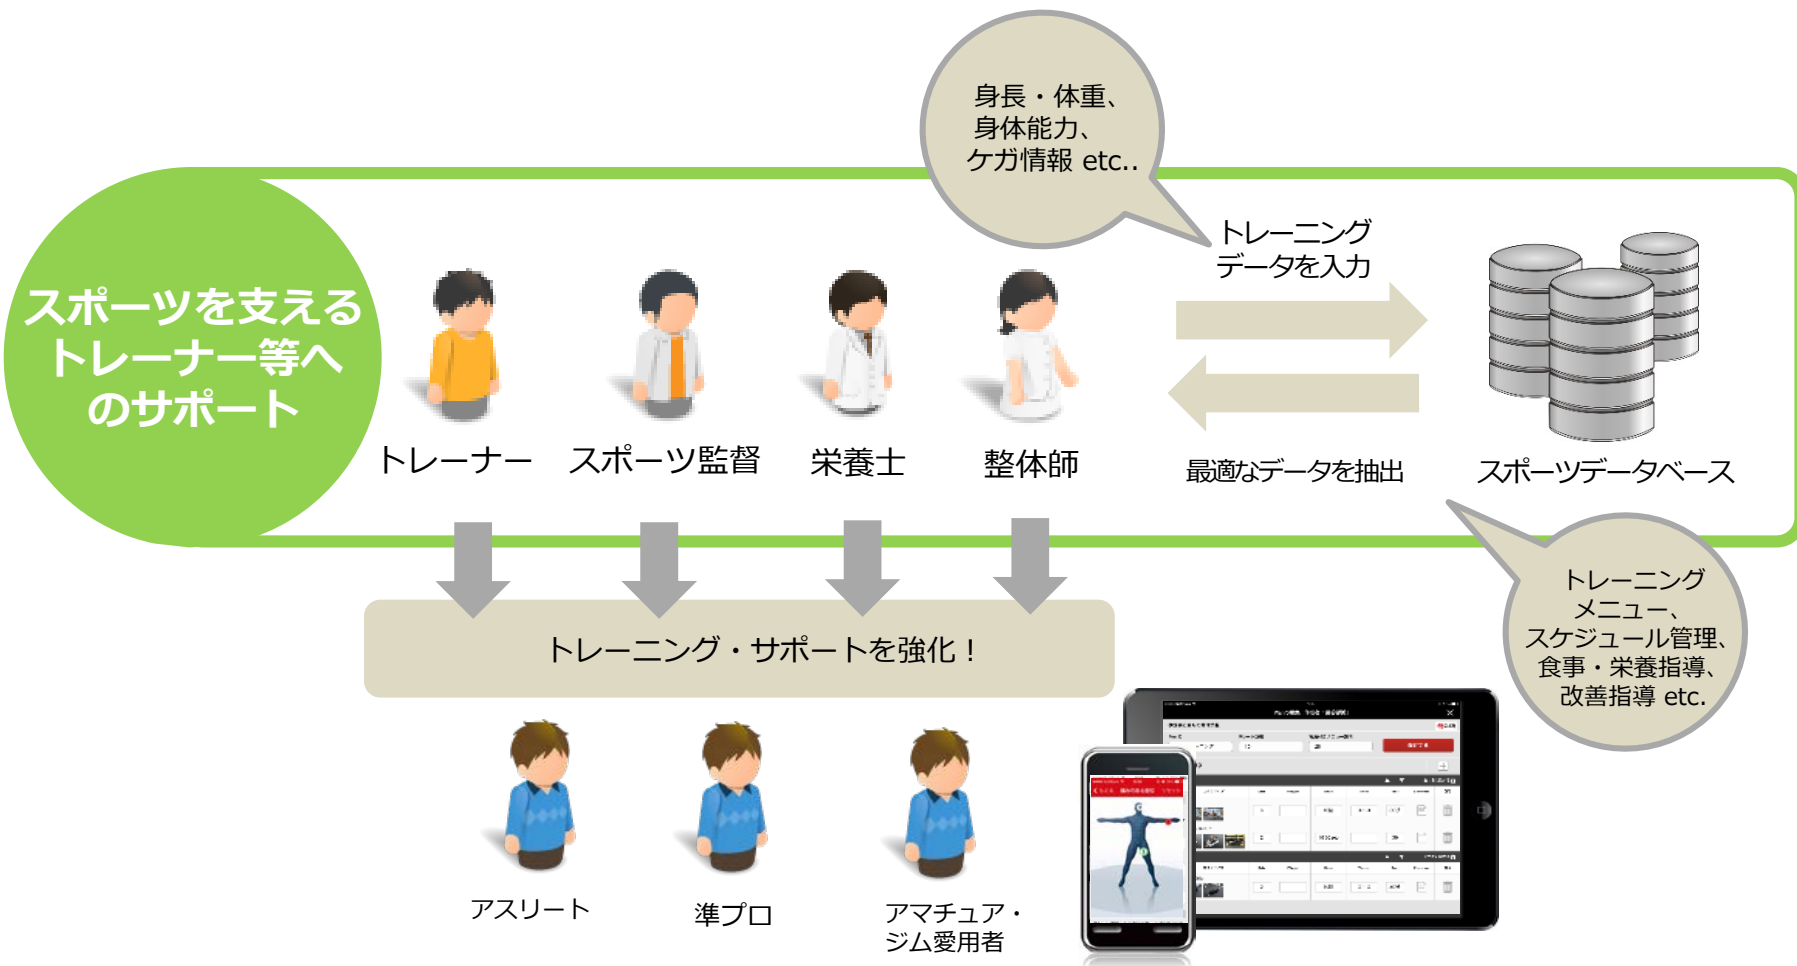 身長・体重、
身体能力、
ケガ情報 etc..
スポーツを支える
トレーナー等へ
のサポート
トレーニング
データを入力
トレーナー
スポーツ監督
栄養士
整体師
最適なデータを抽出
スポーツデータベース
トレーニング・サポートを強化！
トレーニング
メニュー、
スケジュール管理、
食事・栄養指導、
改善指導 etc.
アスリート
準プロ
アマチュア・
ジム愛用者